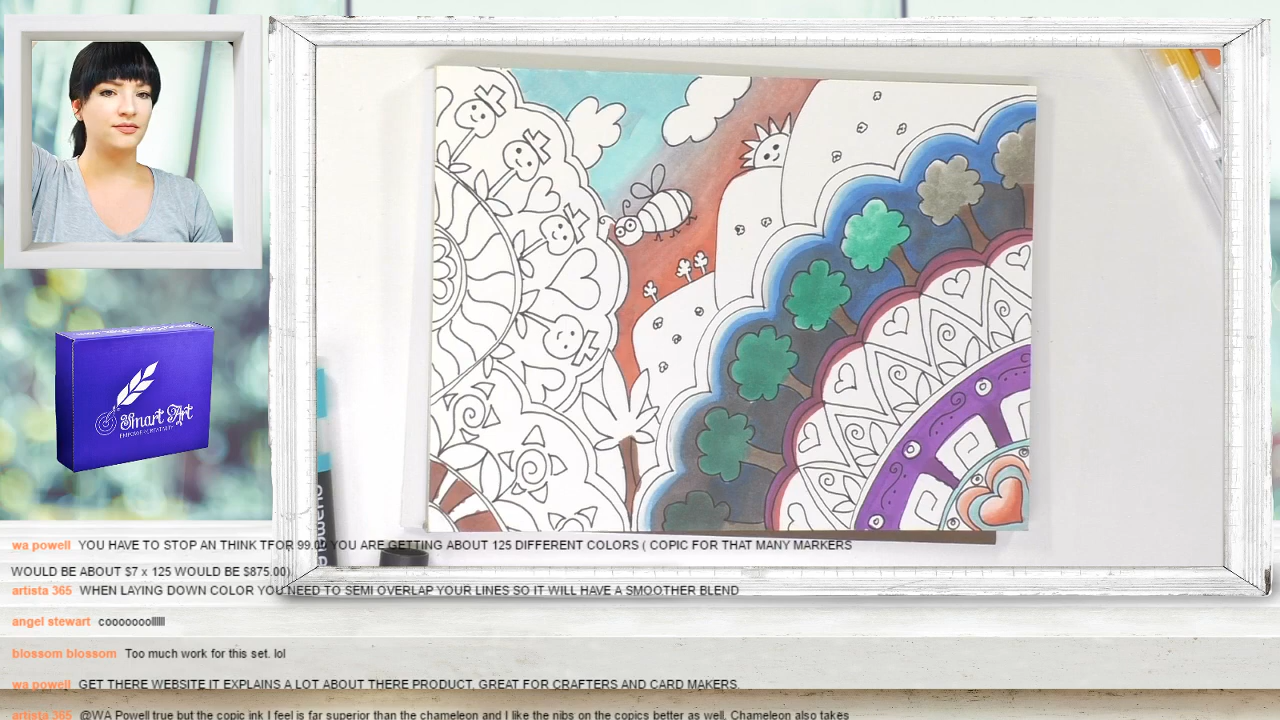 Smart Art
EMPOWER CREATIVITY
wa powell YOU HAVE TO STOP AN THINK TFOR 99.00 YOU ARE GETTING ABOUT 125 DIFFERENT COLORS ( COPIC FOR THAT MANY MARKERS
WOULD BE ABOUT $7 x 125 WOULD BE $875.00)
artista 365 WHEN LAYING DOWN COLOR YOU NEED TO SEMI OVERLAP YOUR LINES SO IT WILL HAVE A SMOOTHER BLEND
angel stewart cooooooolllllll
blossom blossom Too much work for this set. lol
wa powell GET THERE WEBSITE IT EXPLAINS A LOT ABOUT THERE PRODUCT, GREAT FOR CRAFTERS AND CARD MAKERS
artista 365 @WA Powell true but the copic ink I feel is far superior than the chameleon and I like the nibs on the copics better as well. Chameleon also takes